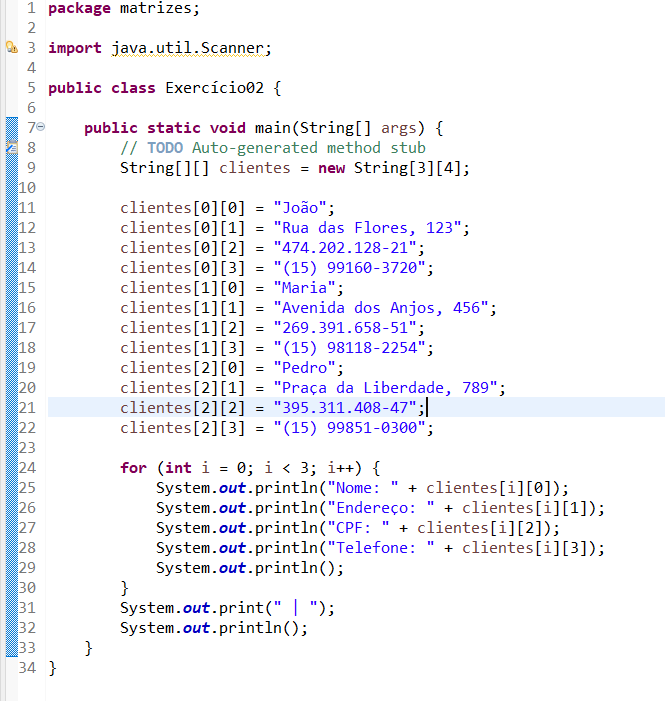 1 package matrizes;
2
3 import java.util.Scanner;
4
5 public class Exercício02 {
6
7 public static void main(String[] args) {
8 // TODO Auto-generated method stub
9 String[][] clientes = new String[3][4];
10
11 clientes[0][0] = "João";
12 clientes[0][1] = "Rua das Flores, 123";
13 clientes[0][2] = "474.202.128-21";
14 clientes[0][3] = "(15) 99160-3720";
15 clientes[1][0] = "Maria";
16 clientes[1][1] = "Avenida dos Anjos, 456";
17 clientes[1][2] = "269.391.658-51";
18 clientes[1][3] = "(15) 98118-2254";
19 clientes[2][0] = "Pedro";
20 clientes[2][1] = "Praça da Liberdade, 789";
21 clientes[2][2] = "395.311.408-47";
22 clientes[2][3] = "(15) 99851-0300";
23
24 for (int i = 0; i < 3; i++) {
25 System.out.println("Nome: " + clientes[i][0]);
26 System.out.println("Endereço: " + clientes[i][1]);
27 System.out.println("CPF: " + clientes[i][2]);
28 System.out.println("Telefone: " + clientes[i][3]);
29 System.out.println();
30 }
31 System.out.print(" | ");
32 System.out.println();
33 }
34 }